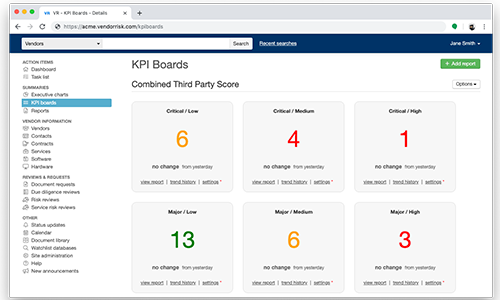 VR - KPI Boards - Details
https://acme.vendorrisk.com/kpiboards
Vendors
Search
Recent searches
Jane Smith
ACTION ITEMS
Dashboard
Task list
SUMMARIES
Executive charts
KPI boards
Reports
VENDOR INFORMATION
Vendors
Contacts
Contracts
Services
Software
Hardware
REVIEWS & REQUESTS
Document requests
Due diligence reviews
Risk reviews
Service risk reviews
OTHER
Status updates
Calendar
Document library
Watchlist databases
Site administration
Help
New announcements
KPI Boards
+ Add report
Combined Third Party Score
Options
Critical / Low
6
no change from yesterday
view report | trend history | settings *
Critical / Medium
4
no change from yesterday
view report | trend history | settings *
Critical / High
1
no change from yesterday
view report | trend history | settings *
Major / Low
13
no change from yesterday
view report | trend history | settings *
Major / Medium
6
no change from yesterday
view report | trend history | settings *
Major / High
3
no change from yesterday
view report | trend history | settings *